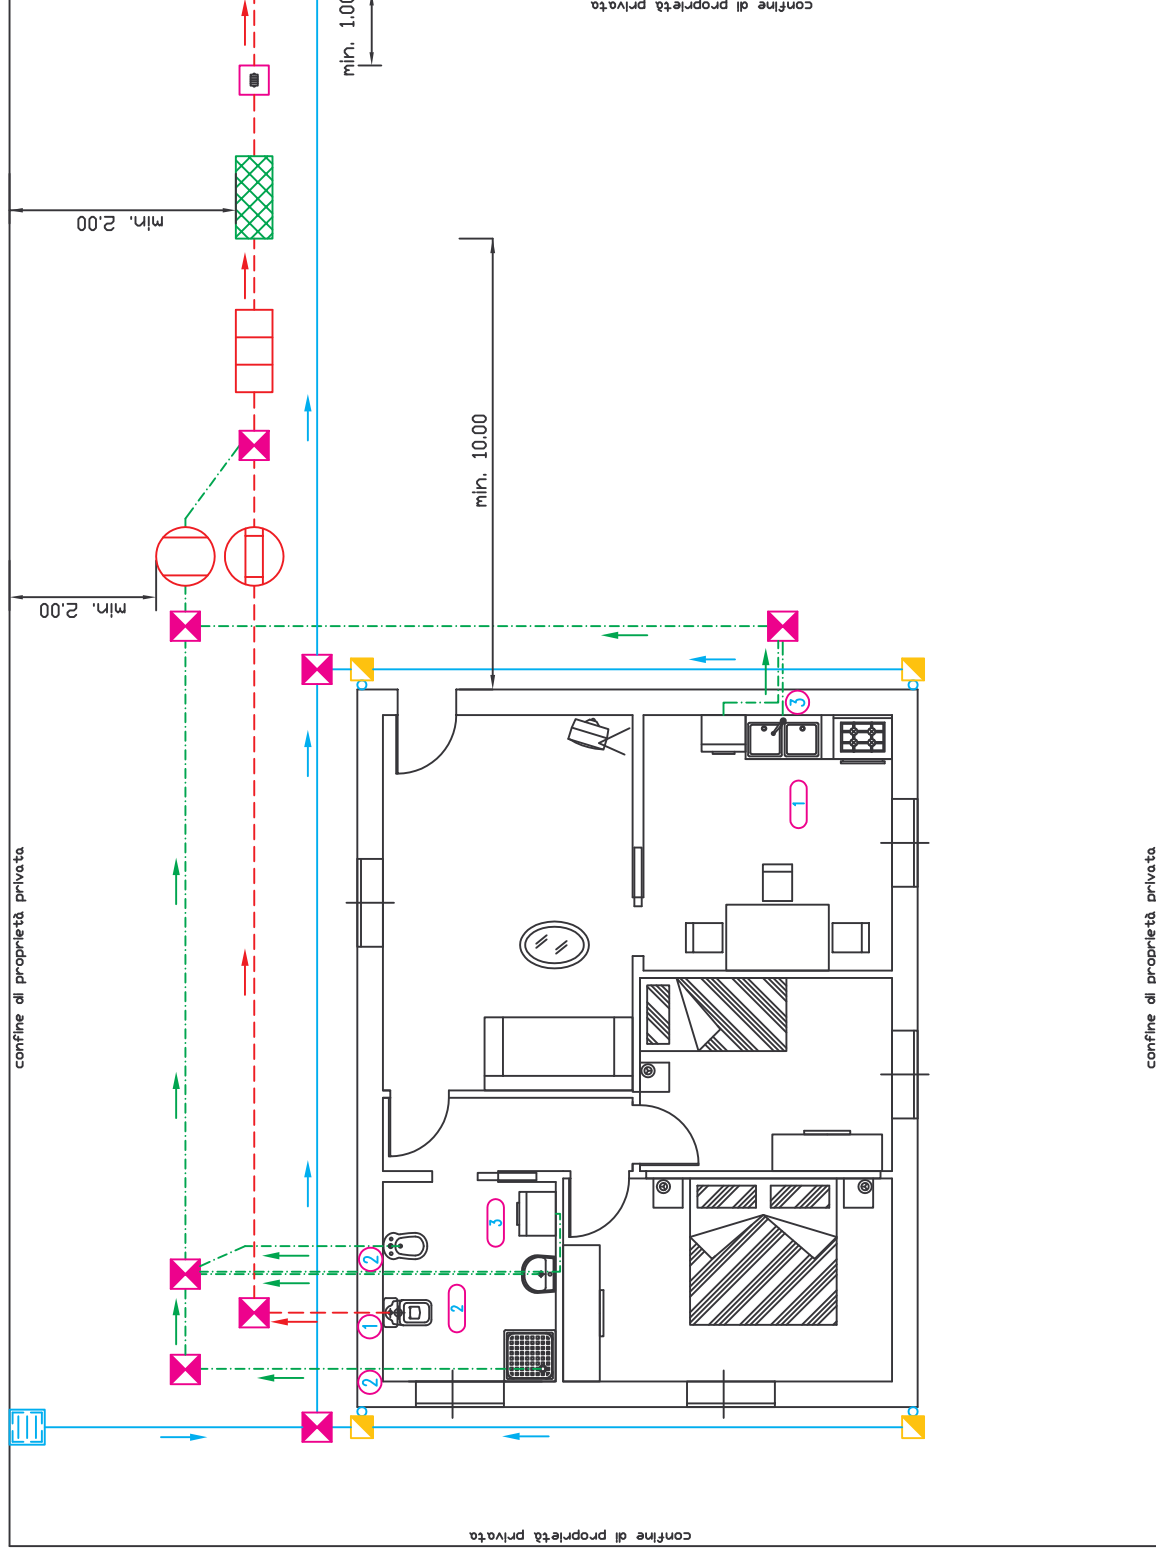 confine di proprietà privata
min. 1.00
min. 2.00
min. 10.00
min. 2.00
3
1
confine di proprietà privata
confine di proprietà privata
3
2
2
1
2
confine di proprietà privata